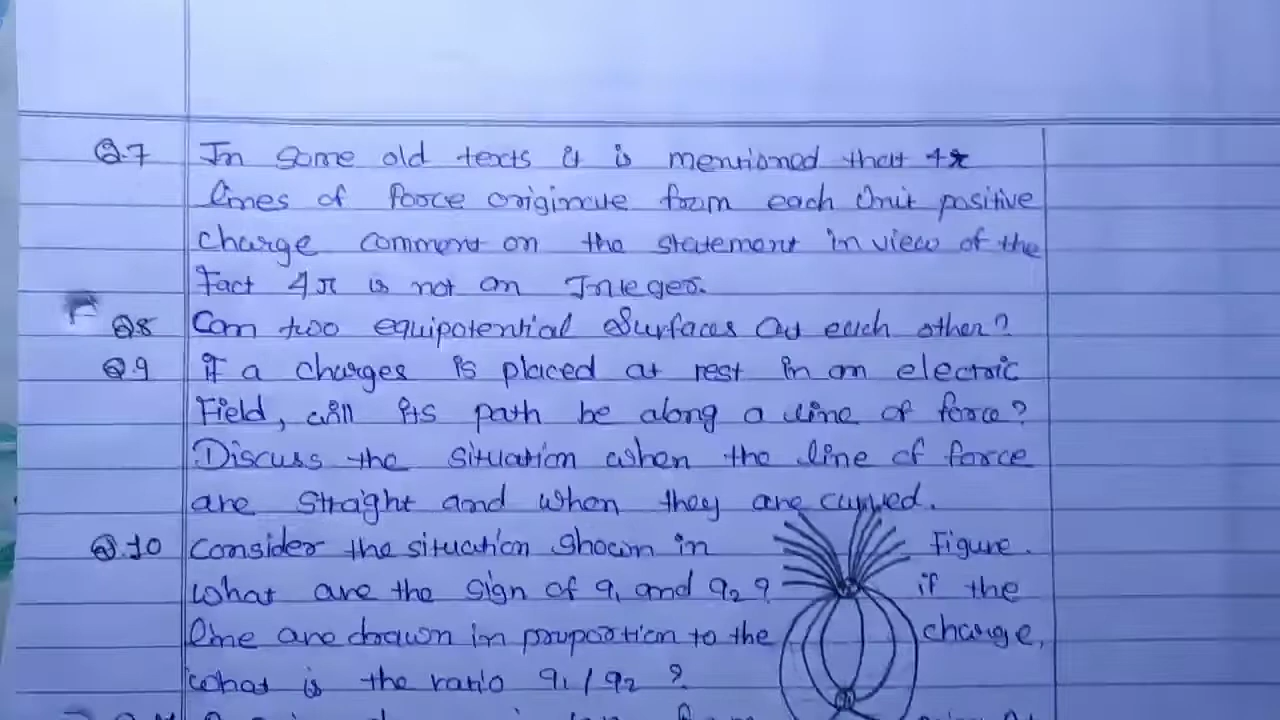 Q.7 In some old texts it is mentioned that 4π
lines of force originate from each Unit positive
charge comment on the statement in view of the
Fact 4π is not an Integer.
Q8 Can two equipotential Surfaces cut each other?
Q9 If a charges is placed at rest in an electric
Field, will its path be along a line of force?
Discuss the situation when the line of force
are straight and when they are curved.
Q.10 Consider the situation shown in Figure.
What are the sign of q1 and q2? if the
line are drawn in proportion to the charge,
what is the ratio q1/q2 ?